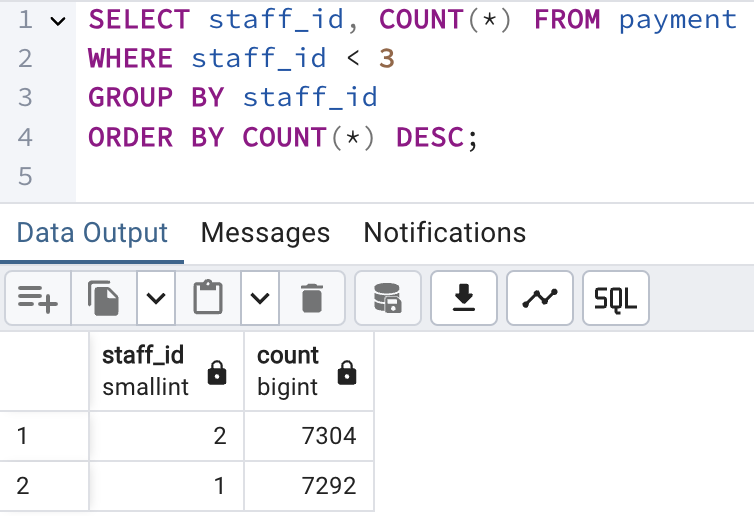 1 SELECT staff_id, COUNT(*) FROM payment
2 WHERE staff_id < 3
3 GROUP BY staff_id
4 ORDER BY COUNT(*) DESC;
5
Data Output Messages Notifications
SQL
staff_id count
smallint bigint
1 2 7304
2 1 7292